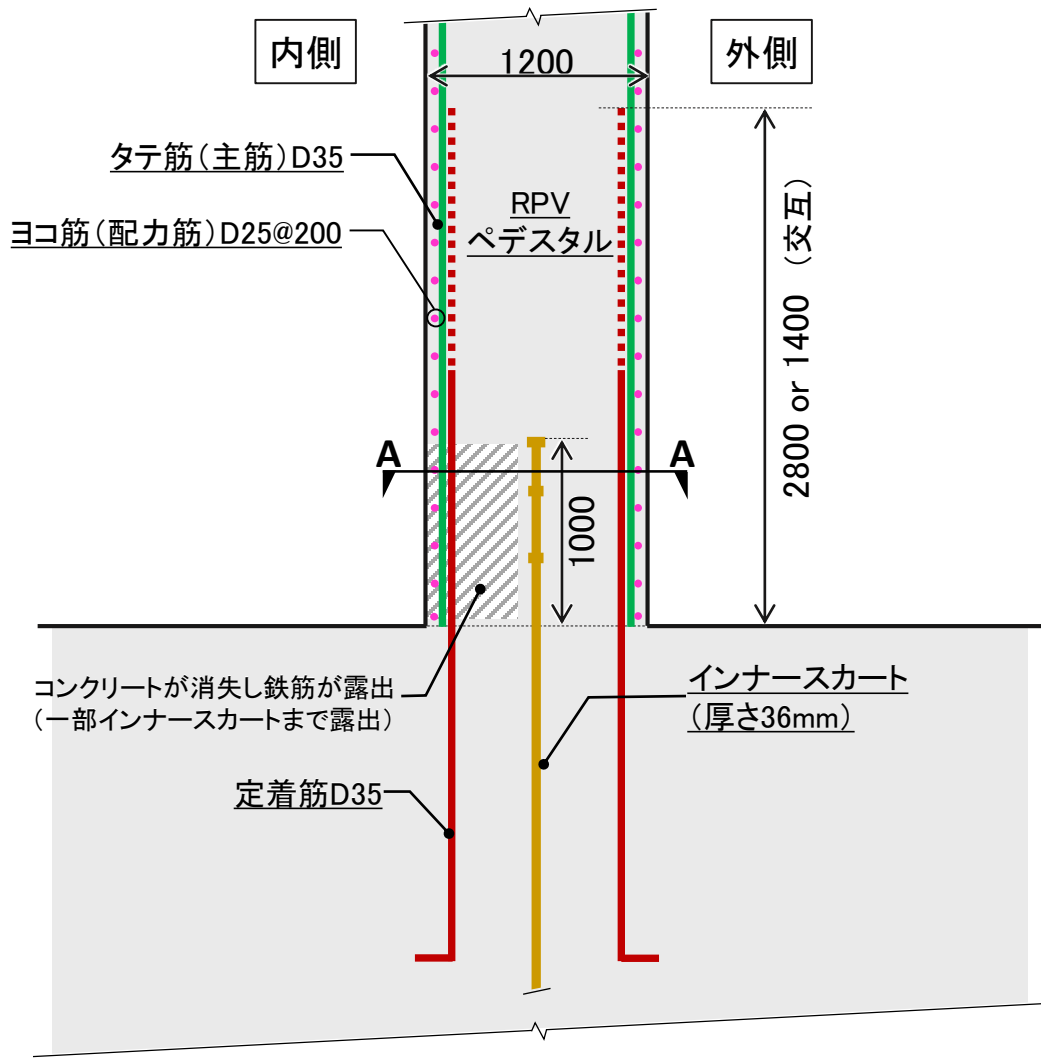 内側
外側
1200
タテ筋(主筋)D35
ヨコ筋(配力筋)D25@200
RPV
ペデスタル
2800 or 1400 (交互)
A
A
1000
コンクリートが消失し鉄筋が露出
(一部インナースカートまで露出)
インナースカート
(厚さ36mm)
定着筋D35